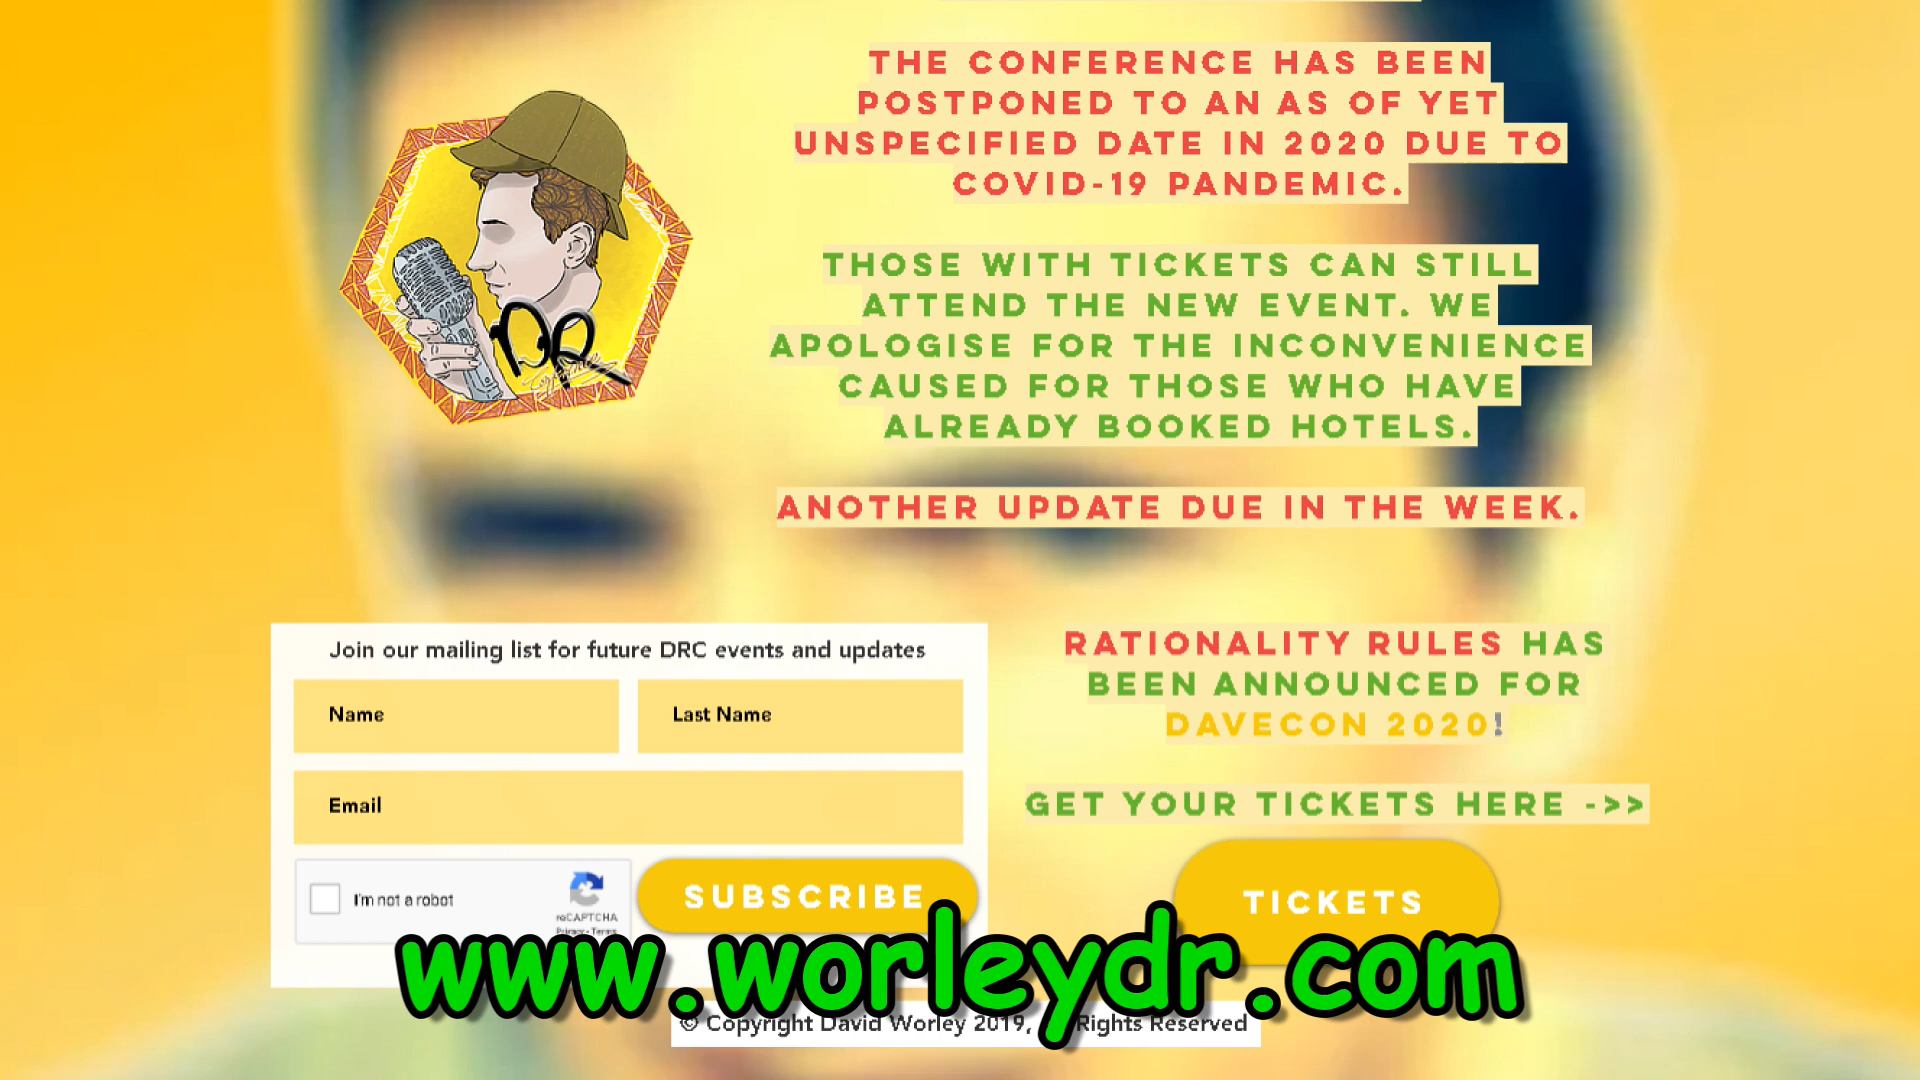 THE CONFERENCE HAS BEEN
POSTPONED TO AN AS OF YET
UNSPECIFIED DATE IN 2020 DUE TO
COVID-19 PANDEMIC.
THOSE WITH TICKETS CAN STILL
ATTEND THE NEW EVENT. WE
APOLOGISE FOR THE INCONVENIENCE
CAUSED FOR THOSE WHO HAVE
ALREADY BOOKED HOTELS.
ANOTHER UPDATE DUE IN THE WEEK.
DR
Join our mailing list for future DRC events and updates
Name
Last Name
Email
I'm not a robot
reCAPTCHA
Privacy - Terms
SUBSCRIBE
RATIONALITY RULES HAS
BEEN ANNOUNCED FOR
DAVECON 2020!
GET YOUR TICKETS HERE ->>
TICKETS
www.worleydr.com
© Copyright David Worley 2019, Rights Reserved